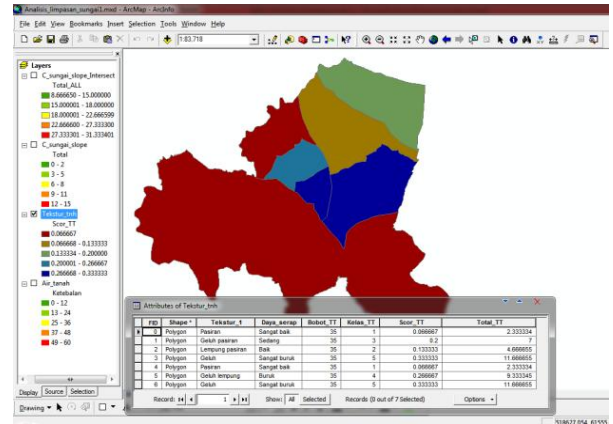 Analisis_limpasan_sungai1.mxd - ArcMap - ArcInfo
File Edit View Bookmarks Insert Selection Tools Window Help
1:83.718
Layers
C_sungai_slope_Intersect
Total_ALL
8.666650 - 15.000000
15.000001 - 18.000000
18.000001 - 22.666599
22.666600 - 27.333300
27.333301 - 31.333401
C_sungai_slope
Total
0 - 2
3 - 5
6 - 8
9 - 11
12 - 15
Tekstur_tnh
Scor_TT
0.066667
0.066668 - 0.133333
0.133334 - 0.200000
0.200001 - 0.266667
0.266668 - 0.333333
Air_tanah
Ketebalan
0 - 12
13 - 24
25 - 36
37 - 48
49 - 60
Attributes of Tekstur_tnh
FID Shape * Tekstur_1 Daya_serap Bobot_TT Kelas_TT Scor_TT Total_TT
0 Polygon Pasiran Sangat baik 35 1 0.066667 2.333334
1 Polygon Geluh pasiran Sedang 35 3 0.2 7
2 Polygon Lempung pasiran Baik 35 2 0.133333 4.666655
3 Polygon Geluh Sangat buruk 35 5 0.333333 11.666655
4 Polygon Pasiran Sangat baik 35 1 0.066667 2.333334
5 Polygon Geluh lempung Buruk 35 4 0.266667 9.333345
6 Polygon Geluh Sangat buruk 35 5 0.333333 11.666655
Record: 1 Show: All Selected Records (0 out of 7 Selected) Options
Display Source Selection
Drawing